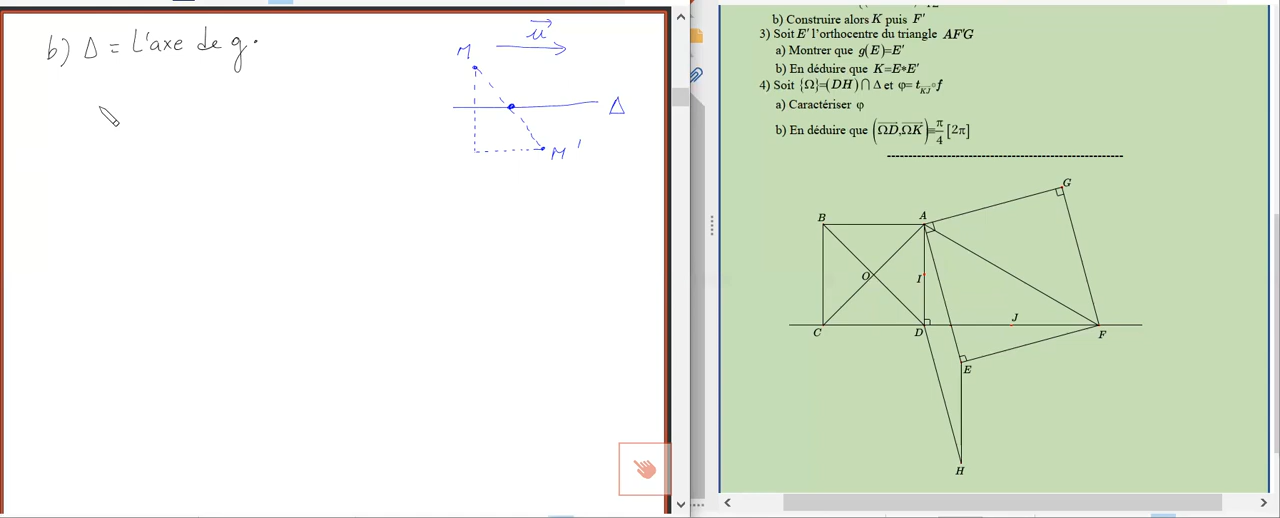 b) Δ = L'axe de g.
u
M
Δ
M'
b) Construire alors K puis F'
3) Soit E' l'orthocentre du triangle AF'G
a) Montrer que g(E)=E'
b) En déduire que K=E*E'
4) Soit {Ω}=(DH)∩Δ et φ=t_KJ∘f
a) Caractériser φ
b) En déduire que (ΩD,ΩK)≡π/4[2π]
G
B A
O I
J
C D F
E
H